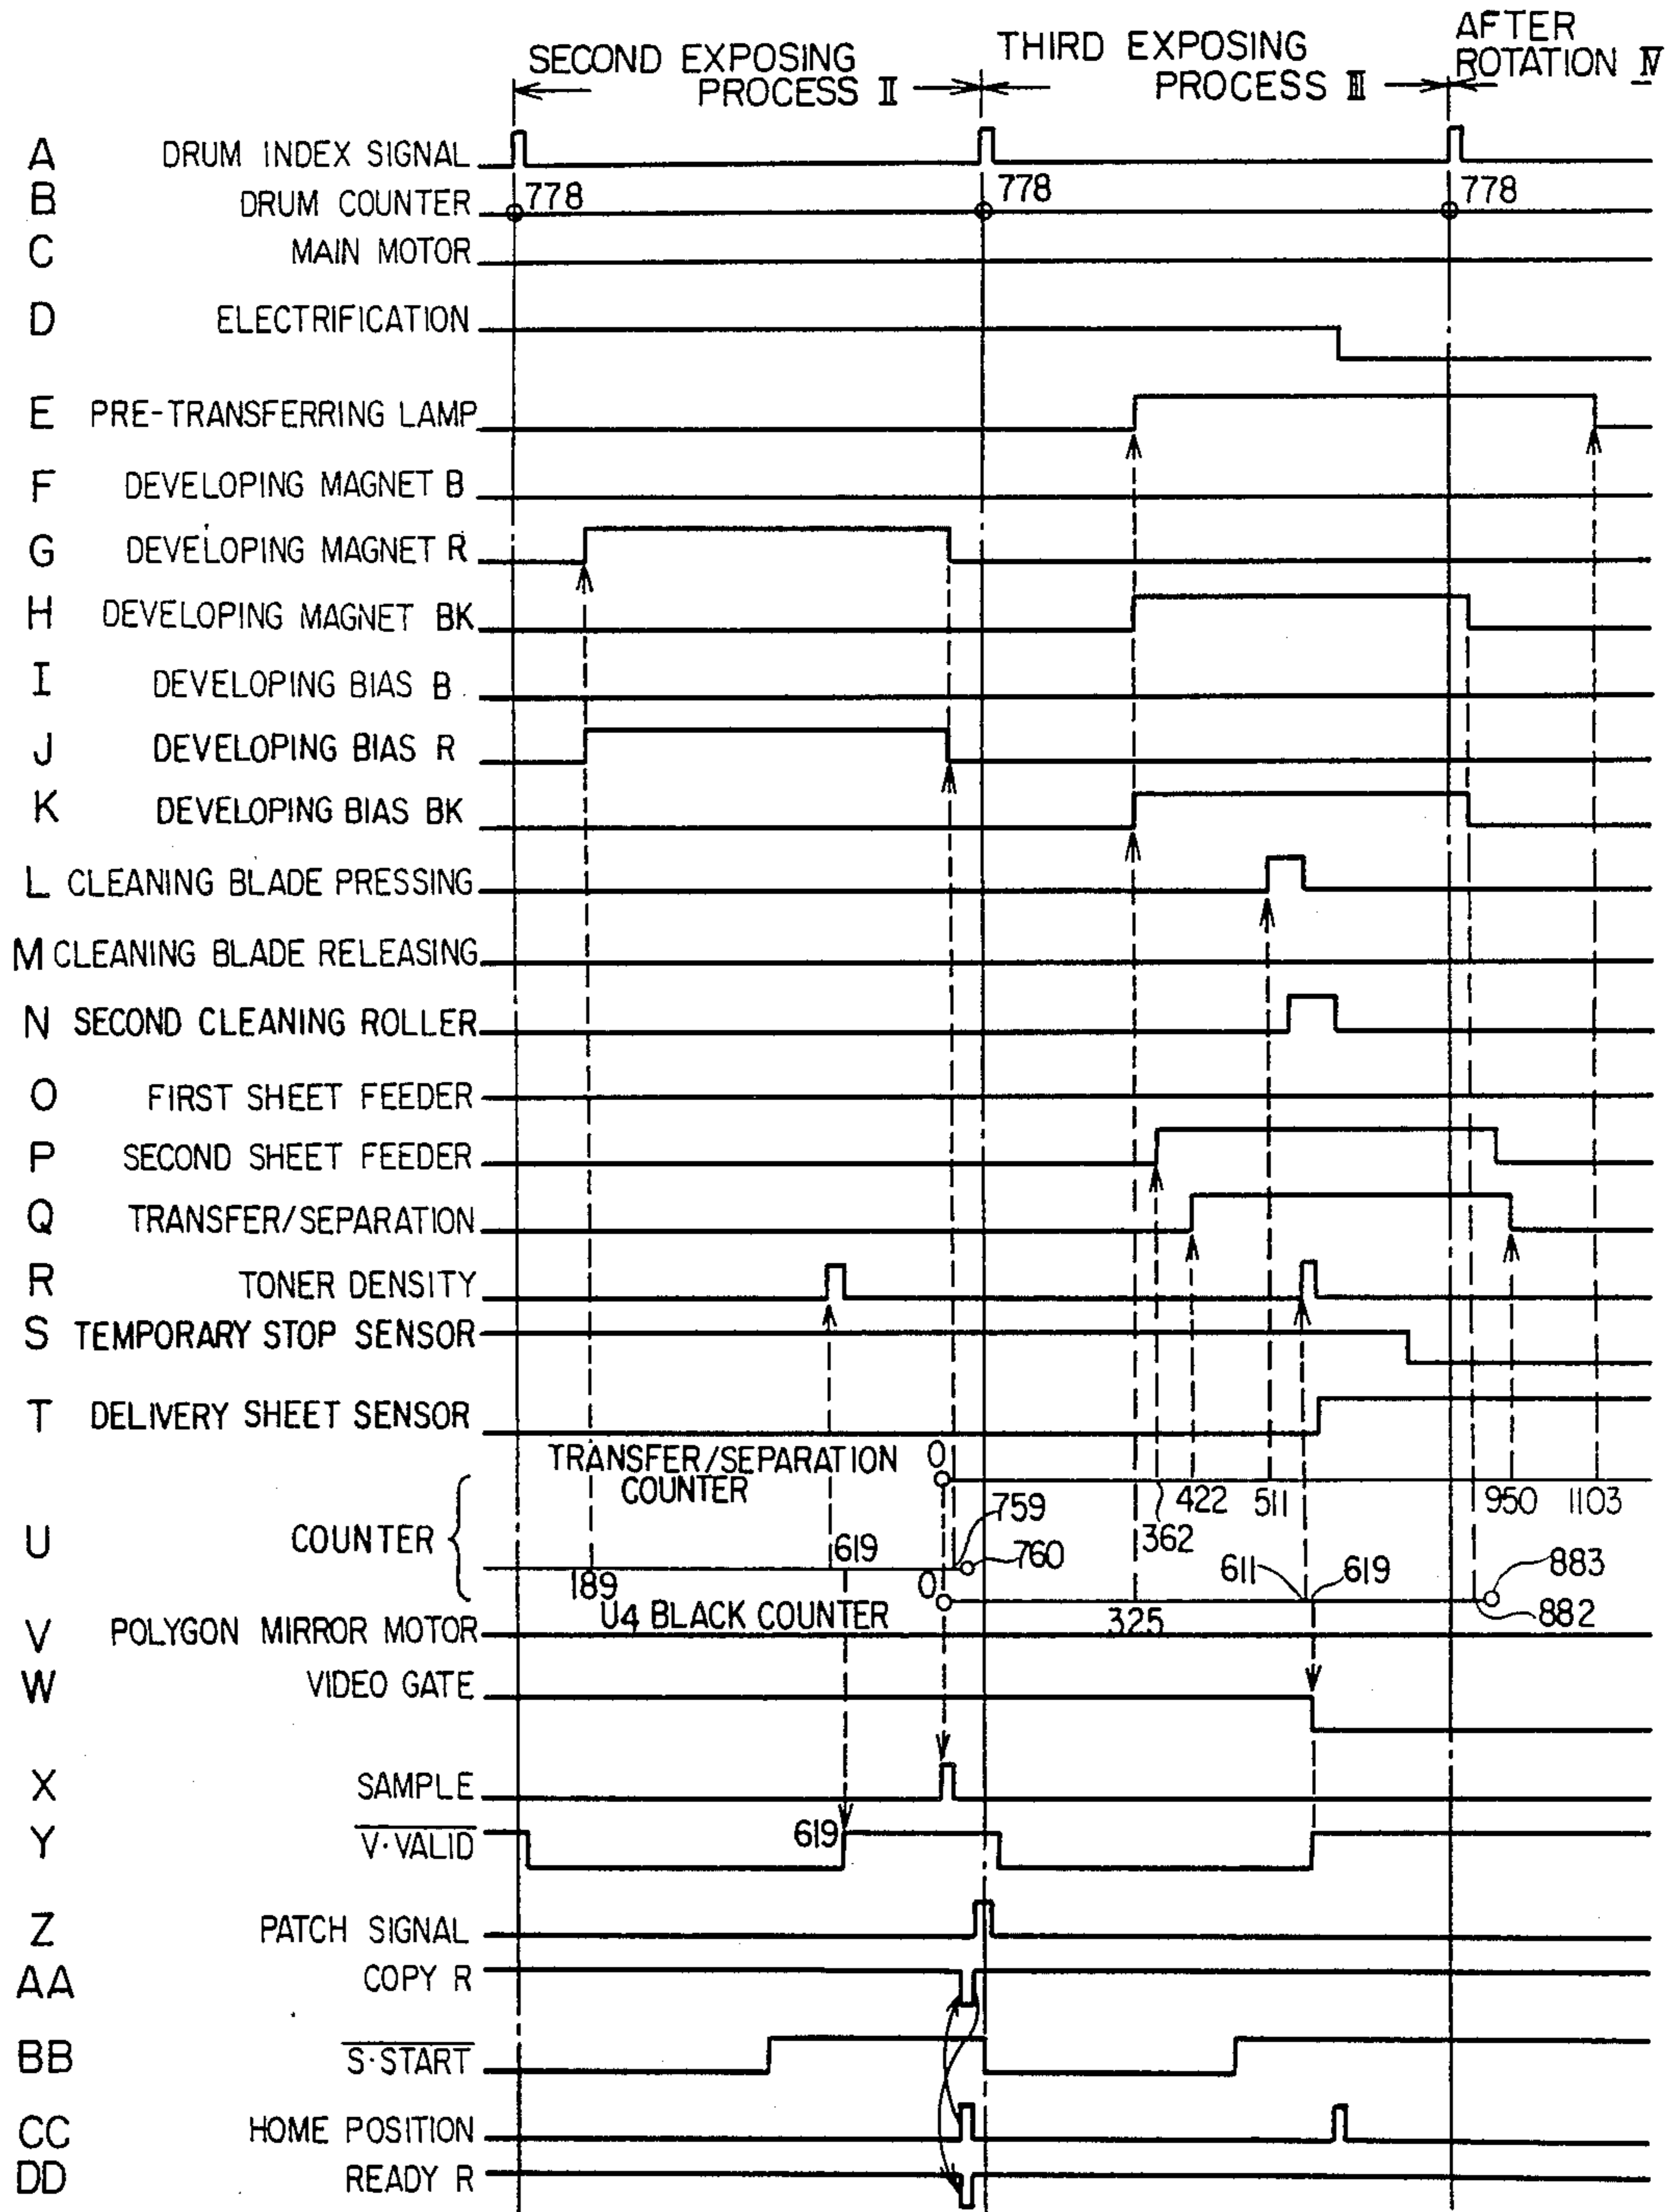 SECOND EXPOSING PROCESS II
THIRD EXPOSING PROCESS III
AFTER ROTATION IV
A DRUM INDEX SIGNAL
B DRUM COUNTER 778 778 778
C MAIN MOTOR
D ELECTRIFICATION
E PRE-TRANSFERRING LAMP
F DEVELOPING MAGNET B
G DEVELOPING MAGNET R
H DEVELOPING MAGNET BK
I DEVELOPING BIAS B
J DEVELOPING BIAS R
K DEVELOPING BIAS BK
L CLEANING BLADE PRESSING
M CLEANING BLADE RELEASING
N SECOND CLEANING ROLLER
O FIRST SHEET FEEDER
P SECOND SHEET FEEDER
Q TRANSFER/SEPARATION
R TONER DENSITY
S TEMPORARY STOP SENSOR
T DELIVERY SHEET SENSOR
TRANSFER/SEPARATION COUNTER 0
362 422 511 950 1103
U COUNTER
189 619 759 760
0 325 611 619 883 882
U4 BLACK COUNTER
V POLYGON MIRROR MOTOR
W VIDEO GATE
X SAMPLE
Y V·VALID 619
Z PATCH SIGNAL
AA COPY R
BB S·START
CC HOME POSITION
DD READY R